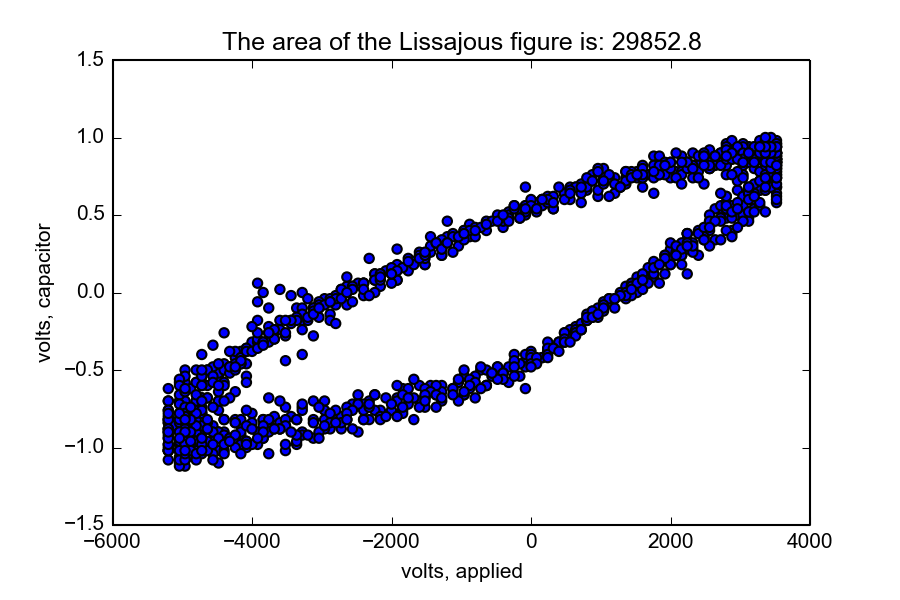 The area of the Lissajous figure is: 29852.8
1.5
1.0
0.5
0.0
−0.5
−1.0
−1.5
−6000 −4000 −2000 0 2000 4000
volts, capacitor
volts, applied